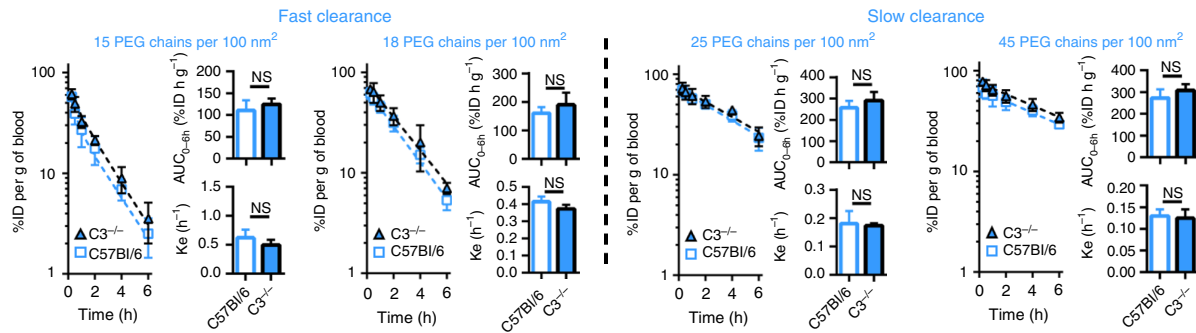 Fast clearance
Slow clearance
15 PEG chains per 100 nm²
18 PEG chains per 100 nm²
25 PEG chains per 100 nm²
45 PEG chains per 100 nm²
%ID per g of blood
100
10
1
0 2 4 6
Time (h)
C3⁻/⁻
C57Bl/6
AUC₀₋₆ₕ (%ID h g⁻¹)
150
100
50
0
NS
Ke (h⁻¹)
1.0
0.5
0.0
NS
C57Bl/6
C3⁻/⁻
%ID per g of blood
100
10
1
0 2 4 6
Time (h)
C3⁻/⁻
C57Bl/6
AUC₀₋₆ₕ (%ID h g⁻¹)
300
200
100
0
NS
Ke (h⁻¹)
0.5
0.4
0.3
0.2
0.1
0.0
NS
C57Bl/6
C3⁻/⁻
%ID per g of blood
100
10
1
0 2 4 6
Time (h)
C3⁻/⁻
C57Bl/6
AUC₀₋₆ₕ (%ID h g⁻¹)
400
300
200
100
0
NS
Ke (h⁻¹)
0.3
0.2
0.1
0.0
NS
C57Bl/6
C3⁻/⁻
%ID per g of blood
100
10
1
0 2 4 6
Time (h)
C3⁻/⁻
C57Bl/6
AUC₀₋₆ₕ (%ID h g⁻¹)
400
300
200
100
0
NS
Ke (h⁻¹)
0.20
0.15
0.10
0.05
0.00
NS
C57Bl/6
C3⁻/⁻